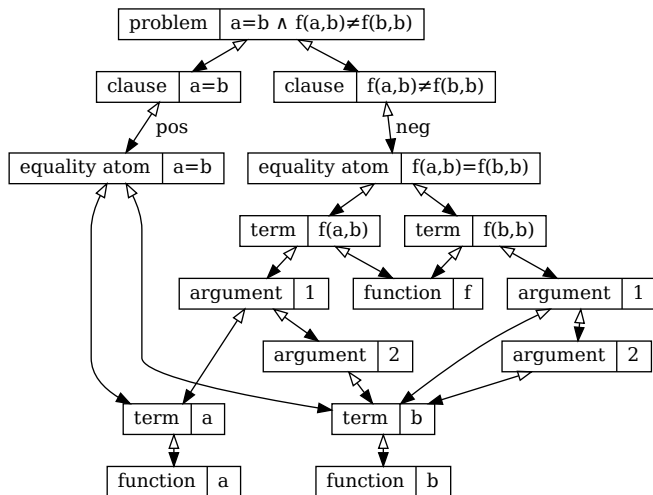 problem a=b ∧ f(a,b)≠f(b,b)
clause a=b
clause f(a,b)≠f(b,b)
pos
neg
equality atom a=b
equality atom f(a,b)=f(b,b)
term f(a,b)
term f(b,b)
argument 1
function f
argument 1
argument 2
argument 2
term a
term b
function a
function b